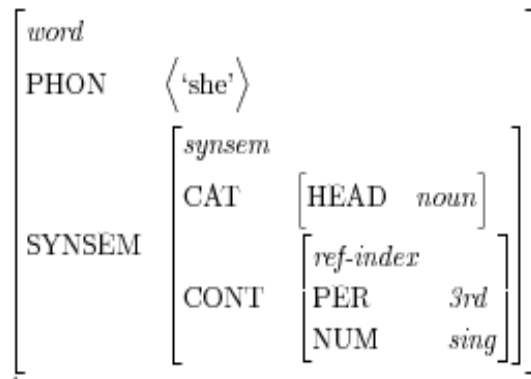 word
PHON ⟨‘she’⟩
synsem
CAT [HEAD noun]
SYNSEM
ref-index
CONT PER 3rd
NUM sing